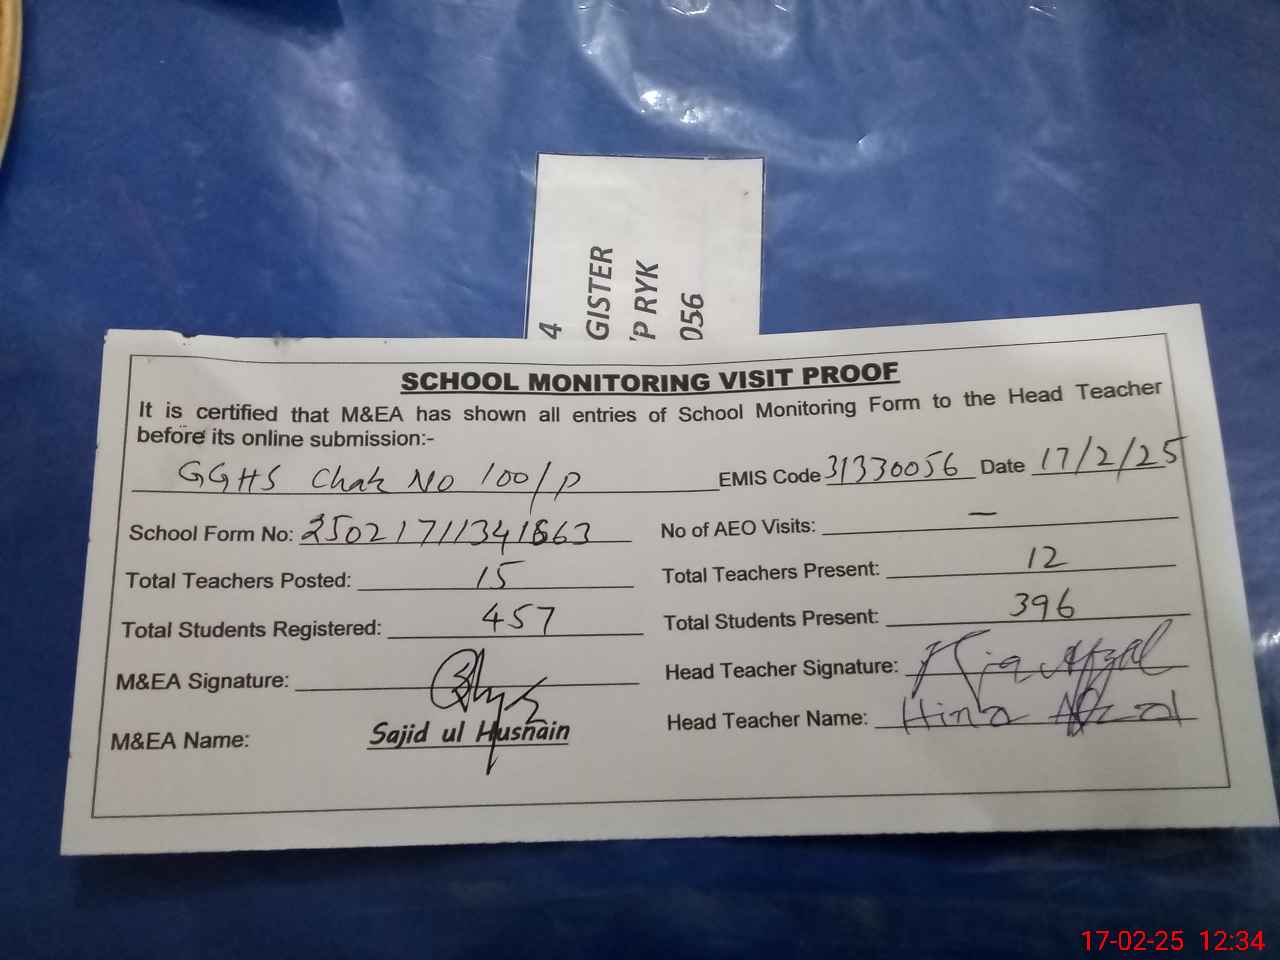 4
GISTER
P RYK
056
SCHOOL MONITORING VISIT PROOF
It is certified that M&EA has shown all entries of School Monitoring Form to the Head Teacher
before its online submission:-
GGHS Chak No 100/P EMIS Code 31330056 Date 17/2/25
School Form No: No of AEO Visits: —
Total Teachers Posted: 15 Total Teachers Present: 12
Total Students Registered: 457 Total Students Present: 396
M&EA Signature: Head Teacher Signature: Hina Afzal
M&EA Name: Sajid ul Husnain Head Teacher Name: Hina Afzal
17-02-25 12:34